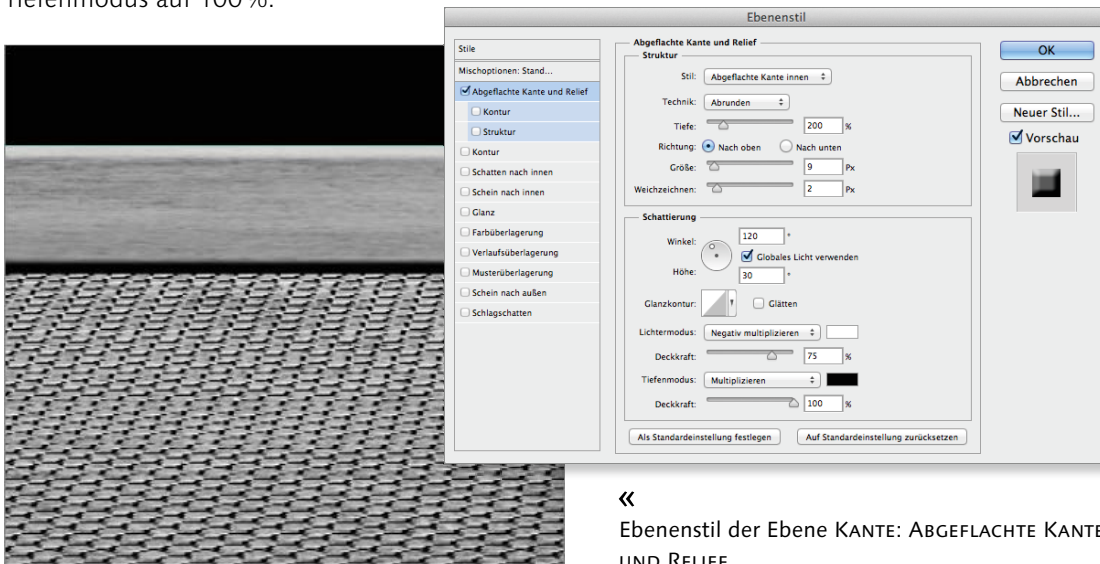 Tiefenmodus auf 100 %.
Ebenenstil
Stile
Mischoptionen: Stand...
Abgeflachte Kante und Relief
Kontur
Struktur
Kontur
Schatten nach innen
Schein nach innen
Glanz
Farbüberlagerung
Verlaufsüberlagerung
Musterüberlagerung
Schein nach außen
Schlagschatten
Abgeflachte Kante und Relief
Struktur
Stil: Abgeflachte Kante innen
Technik: Abrunden
Tiefe: 200 %
Richtung: Nach oben Nach unten
Größe: 9 Px
Weichzeichnen: 2 Px
Schattierung
Winkel: 120 °
Globales Licht verwenden
Höhe: 30 °
Glanzkontur: Glätten
Lichtermodus: Negativ multiplizieren
Deckkraft: 75 %
Tiefenmodus: Multiplizieren
Deckkraft: 100 %
Als Standardeinstellung festlegen Auf Standardeinstellung zurücksetzen
OK
Abbrechen
Neuer Stil...
Vorschau
«
Ebenenstil der Ebene KANTE: ABGEFLACHTE KANTE
UND RELIEF